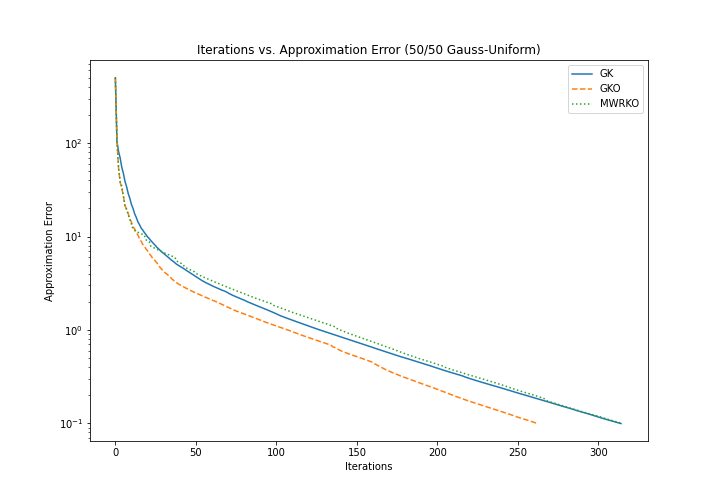 Iterations vs. Approximation Error (50/50 Gauss-Uniform)
GK
GKO
MWRKO
Approximation Error
10²
10¹
10⁰
10⁻¹
0 50 100 150 200 250 300
Iterations